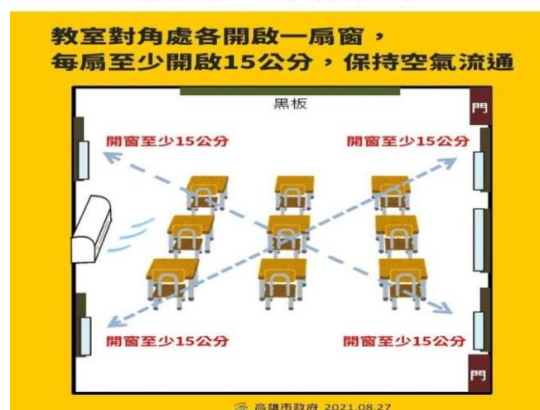 教室對角處各開啟一扇窗，
每扇至少開啟15公分，保持空氣流通
黑板
門
開窗至少15公分
開窗至少15公分
開窗至少15公分
開窗至少15公分
門
高雄市政府 2021.08.27